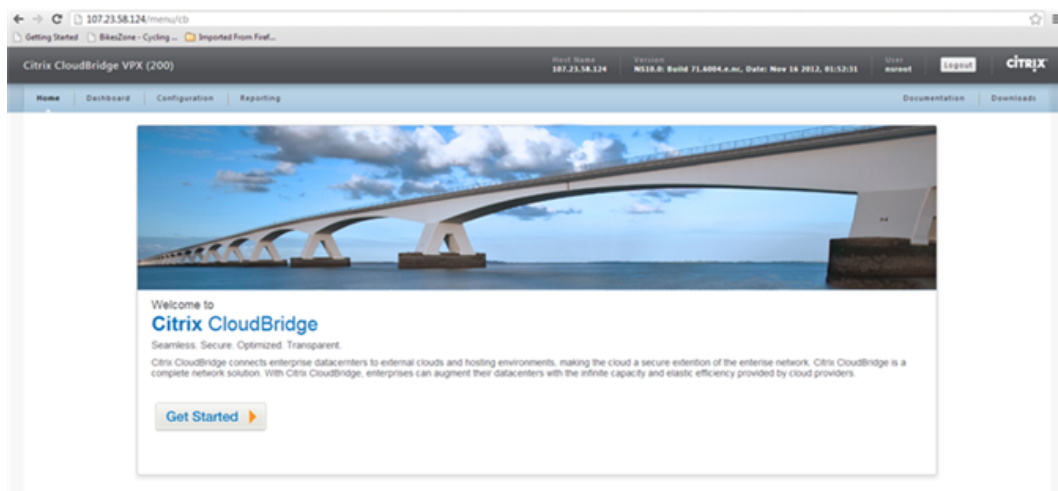 107.23.58.124/menu/cb
Getting Started BikesZone - Cycling ... Imported From Firef...
Citrix CloudBridge VPX (200)
Host Name
107.23.58.124
Version
NS10.0: Build 71.6004.e.nc, Date: Nov 16 2012, 01:52:31
User
nsroot
Logout
CITRIX
Home Dashboard Configuration Reporting Documentation Downloads
Welcome to
Citrix CloudBridge
Seamless. Secure. Optimized. Transparent.
Citrix CloudBridge connects enterprise datacernters to external clouds and hosting environments, making the cloud a secure extention of the enterise network. Citrix CloudBridge is a
complete network solution. With Citrix CloudBridge, enterprises can augment their datacenters with the infinite capacity and elastic efficiency provided by cloud providers.
Get Started